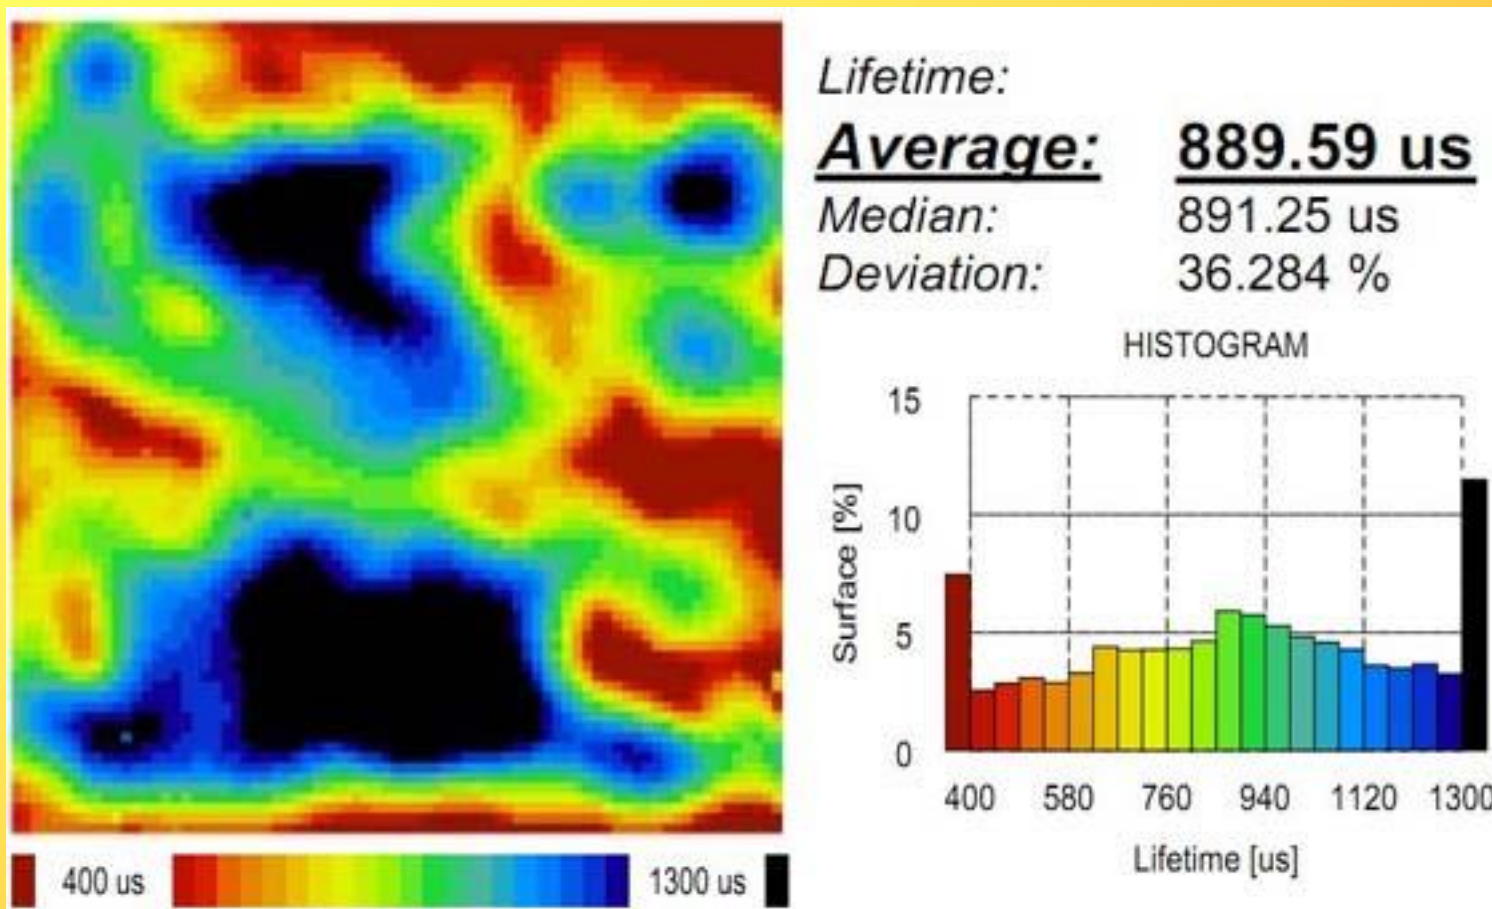 Lifetime:
Average: 889.59 us
Median: 891.25 us
Deviation: 36.284 %
HISTOGRAM
15
10
5
0
Surface [%]
400 580 760 940 1120 1300
Lifetime [us]
400 us 1300 us